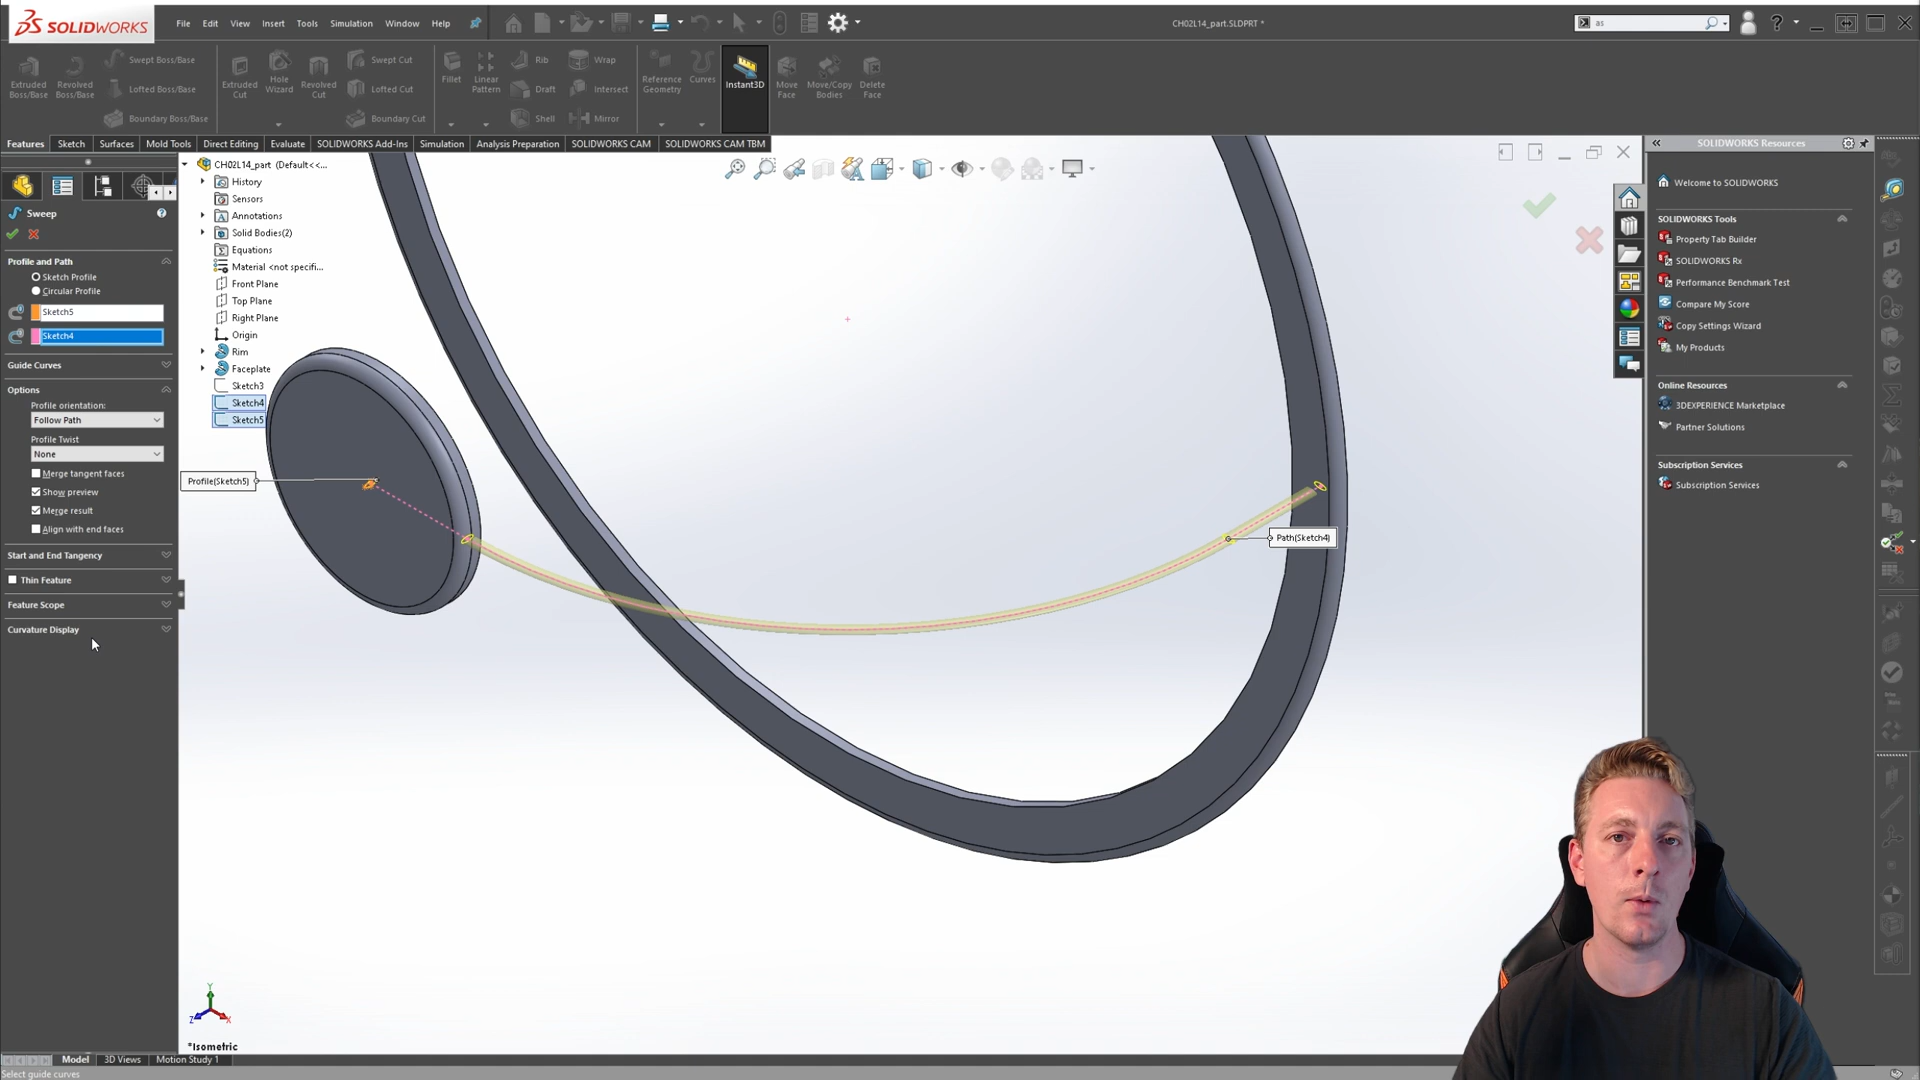 SOLIDWORKS
File Edit View Insert Tools Simulation Window Help
CH02L14_part.SLDPRT *
as
Extruded Boss/Base
Revolved Boss/Base
Swept Boss/Base
Lofted Boss/Base
Boundary Boss/Base
Extruded Cut
Hole Wizard
Revolved Cut
Swept Cut
Lofted Cut
Boundary Cut
Fillet
Linear Pattern
Rib
Draft
Shell
Wrap
Intersect
Mirror
Reference Geometry
Curves
Instant3D
Move Face
Move/Copy Bodies
Delete Face
Features Sketch Surfaces Mold Tools Direct Editing Evaluate SOLIDWORKS Add-Ins Simulation Analysis Preparation SOLIDWORKS CAM SOLIDWORKS CAM TBM
Sweep
Profile and Path
Sketch Profile
Circular Profile
Sketch5
Sketch4
Guide Curves
Options
Profile orientation:
Follow Path
Profile Twist
None
Merge tangent faces
Show preview
Merge result
Align with end faces
Start and End Tangency
Thin Feature
Feature Scope
Curvature Display
CH02L14_part (Default<<...
History
Sensors
Annotations
Solid Bodies(2)
Equations
Material <not specifi...
Front Plane
Top Plane
Right Plane
Origin
Rim
Faceplate
Sketch3
Sketch4
Sketch5
Profile(Sketch5)
Path(Sketch4)
Y
Z
X
*Isometric
SOLIDWORKS Resources
Welcome to SOLIDWORKS
SOLIDWORKS Tools
Property Tab Builder
SOLIDWORKS Rx
Performance Benchmark Test
Compare My Score
Copy Settings Wizard
My Products
Online Resources
3DEXPERIENCE Marketplace
Partner Solutions
Subscription Services
Subscription Services
Model 3D Views Motion Study 1
Select guide curves